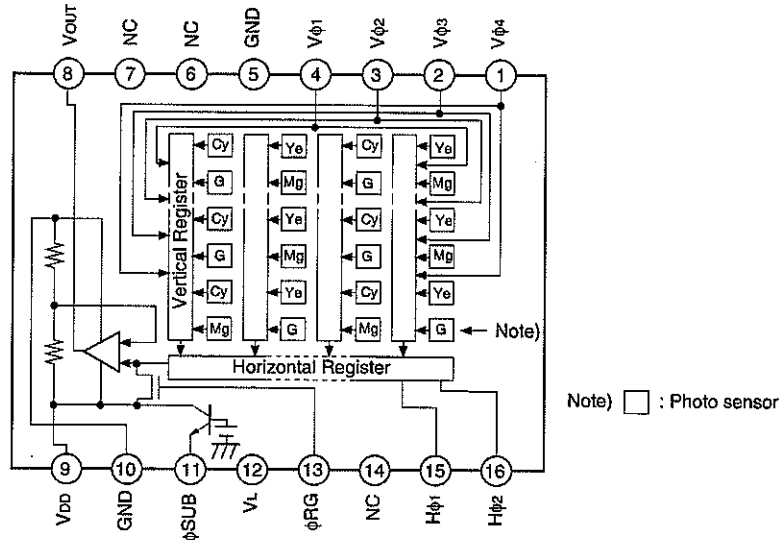 VOUT NC NC GND Vϕ1 Vϕ2 Vϕ3 Vϕ4
8 7 6 5 4 3 2 1
Vertical Register
Cy Ye Cy Ye
G Mg G Mg
Cy Ye Cy Ye
G Mg G Mg
Cy Ye Cy Ye
Mg G Mg G Note)
Horizontal Register
Note) : Photo sensor
9 10 11 12 13 14 15 16
VDD GND ϕSUB VL ϕRG NC Hϕ1 Hϕ2